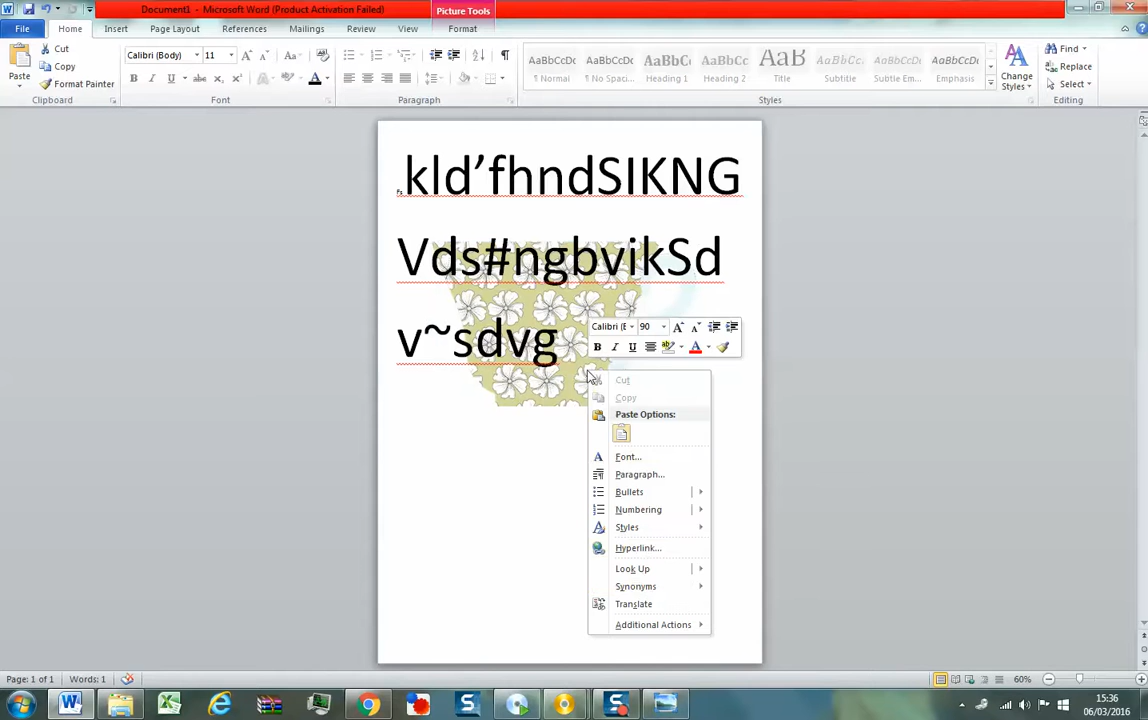 Document1 - Microsoft Word (Product Activation Failed)
Picture Tools
File Home Insert Page Layout References Mailings Review View Format
Paste
Cut
Copy
Format Painter
Clipboard
Calibri (Body) 11
Font
Paragraph
AaBbCcDc AaBbCcDc AaBbC AaBbCc AaB AaBbCc. AaBbCcDt AaBbCcDt
¶ Normal ¶ No Spaci... Heading 1 Heading 2 Title Subtitle Subtle Em... Emphasis
Change Styles
Styles
Find
Replace
Select
Editing
kld’fhndSIKNG
Vds#ngbvikSd
v~sdvg
Calibri (E 90
Cut
Copy
Paste Options:
Font...
Paragraph...
Bullets
Numbering
Styles
Hyperlink...
Look Up
Synonyms
Translate
Additional Actions
Page: 1 of 1 Words: 1
60%
15:36
06/03/2016